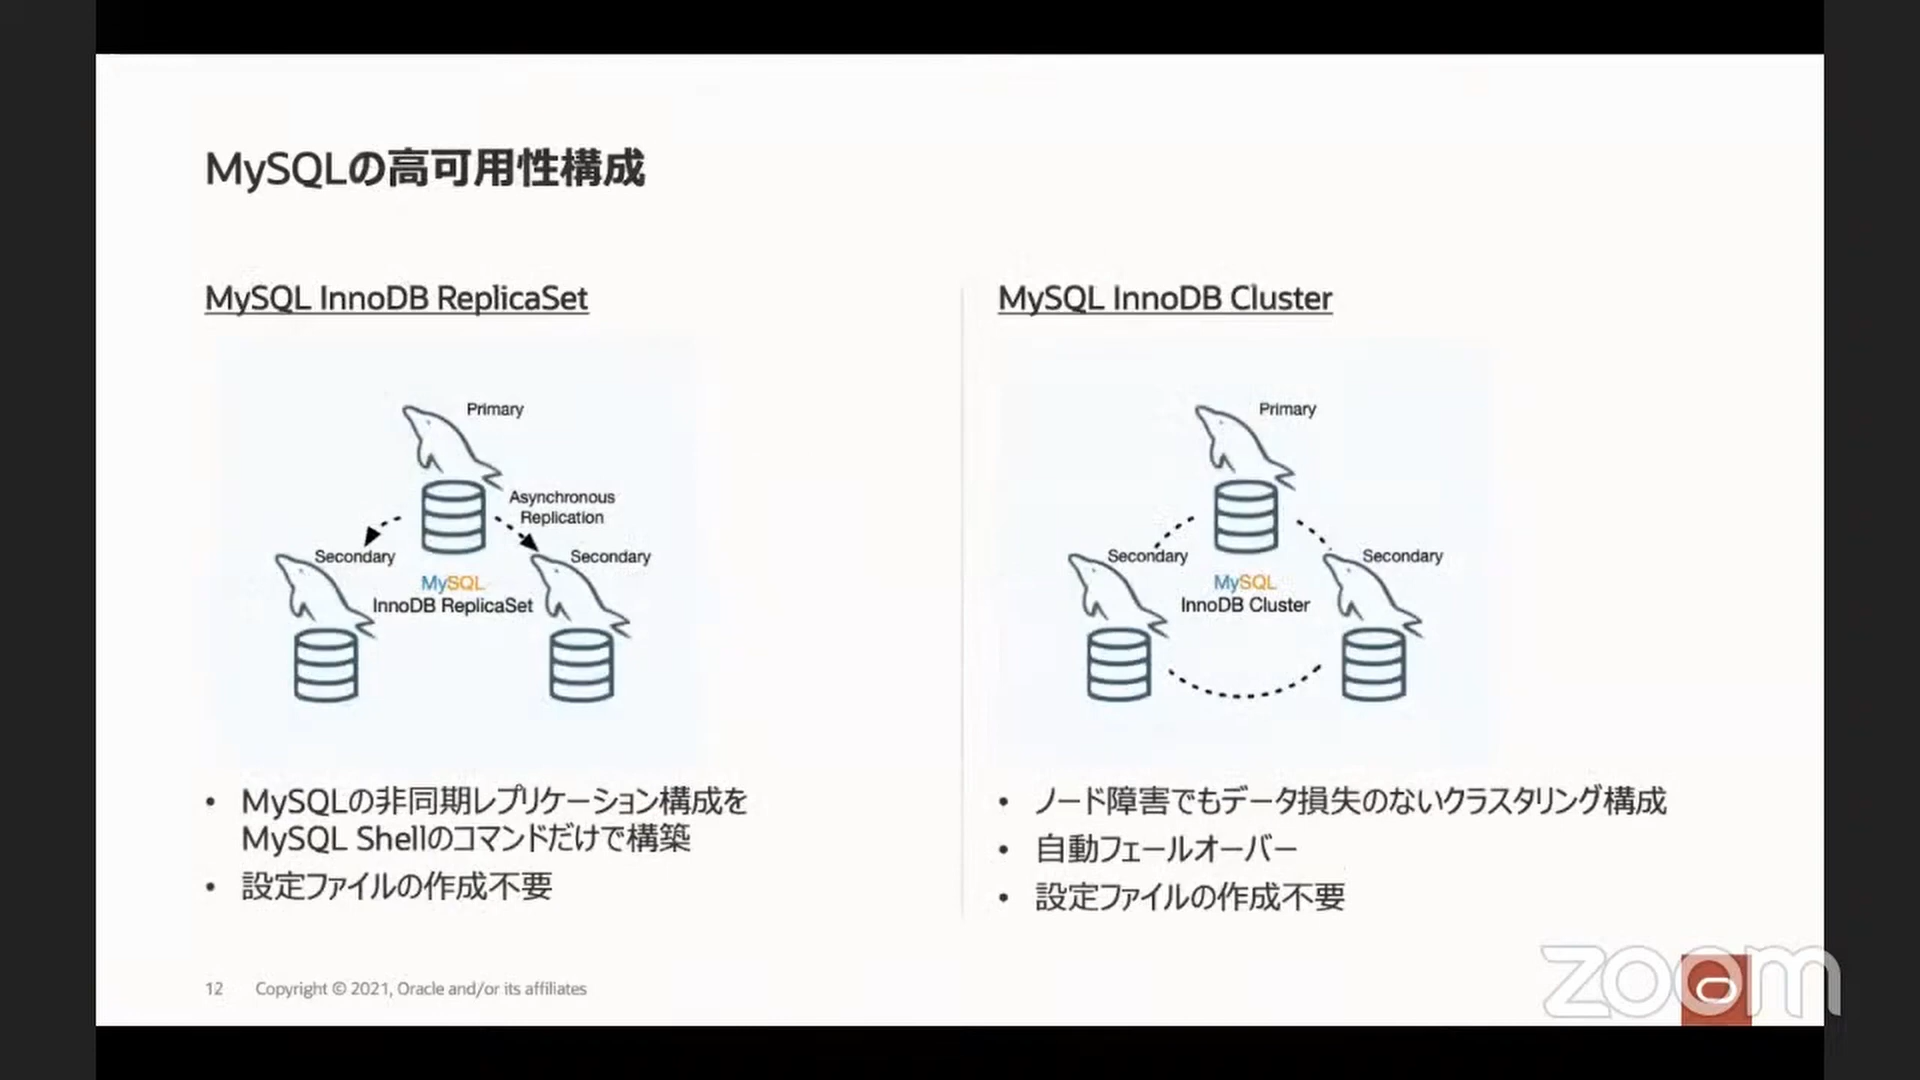 MySQLの高可用性構成
MySQL InnoDB ReplicaSet
Primary
Asynchronous
Replication
Secondary
Secondary
MySQL
InnoDB ReplicaSet
• MySQLの非同期レプリケーション構成を
MySQL Shellのコマンドだけで構築
• 設定ファイルの作成不要
MySQL InnoDB Cluster
Primary
Secondary
Secondary
MySQL
InnoDB Cluster
• ノード障害でもデータ損失のないクラスタリング構成
• 自動フェールオーバー
• 設定ファイルの作成不要
12 Copyright © 2021, Oracle and/or its affiliates
zoom